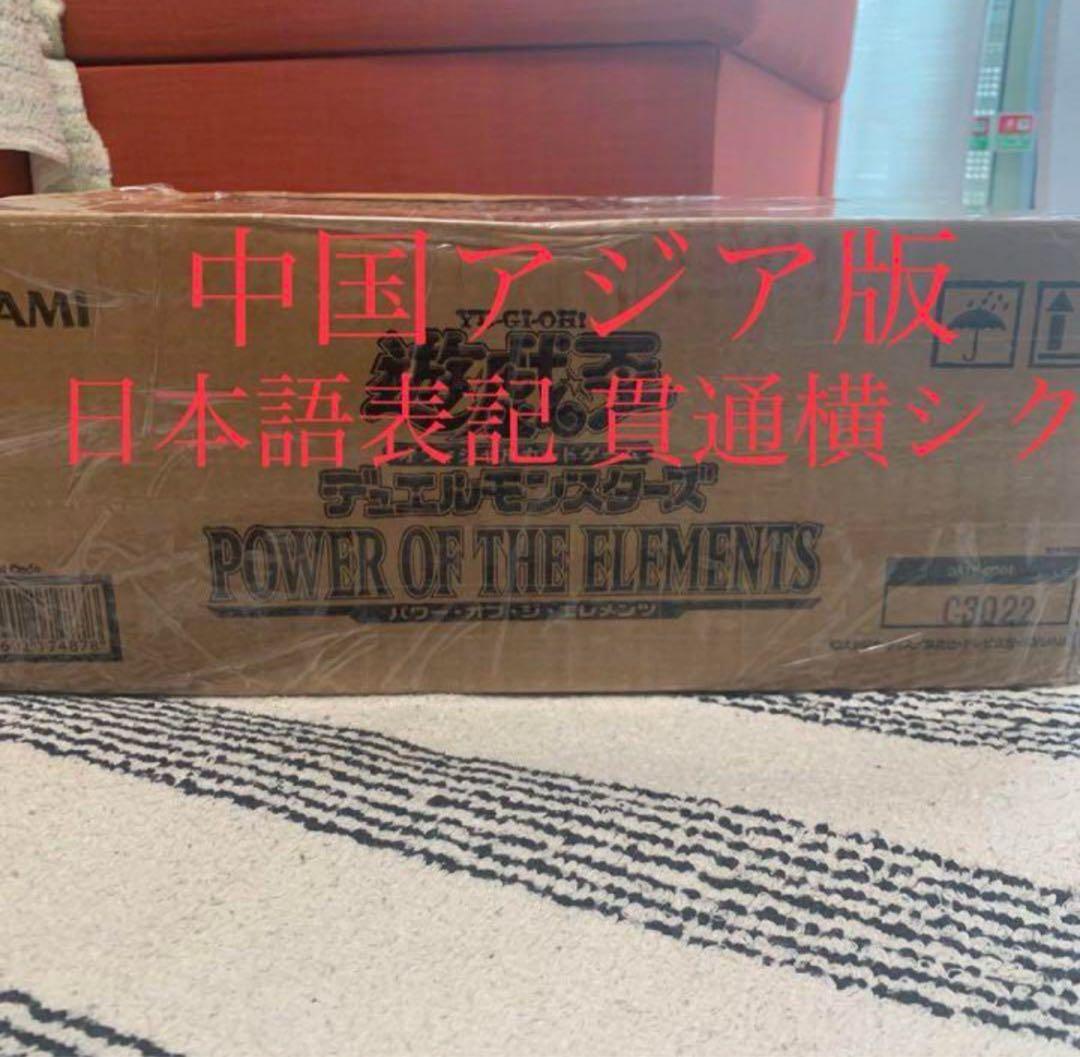 中国アジア版
AMI
YU-GI-OH!
遊戯王
日本語表記 貫通横シク
デュエルモンスターズ
POWER OF THE ELEMENTS
パワー・オブ・ジ・エレメンツ
C3Q22